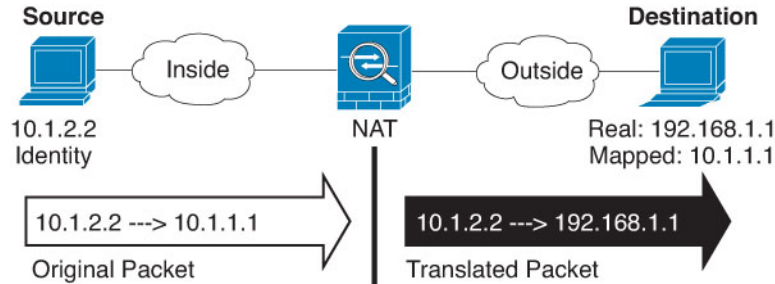 Source
Destination
Inside
Outside
10.1.2.2
Identity
NAT
Real: 192.168.1.1
Mapped: 10.1.1.1
10.1.2.2 ---> 10.1.1.1
10.1.2.2 ---> 192.168.1.1
Original Packet
Translated Packet